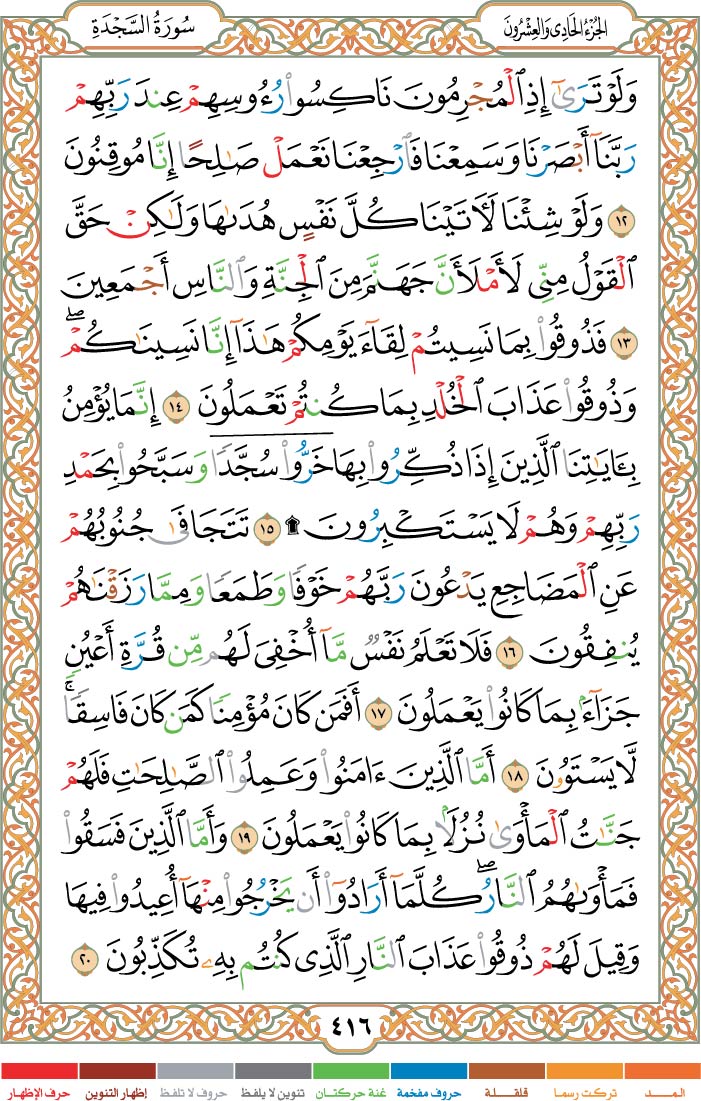 الجُزْءُ الحَادِي وَالعِشْرُونَ
سُورَةُ السَّجْدَةِ
وَلَوْ تَرَىٰٓ إِذِ ٱلْمُجْرِمُونَ نَاكِسُوا۟ رُءُوسِهِمْ عِندَ رَبِّهِمْ
رَبَّنَآ أَبْصَرْنَا وَسَمِعْنَا فَٱرْجِعْنَا نَعْمَلْ صَٰلِحًا إِنَّا مُوقِنُونَ
١٢ وَلَوْ شِئْنَا لَءَاتَيْنَا كُلَّ نَفْسٍ هُدَىٰهَا وَلَٰكِنْ حَقَّ
ٱلْقَوْلُ مِنِّى لَأَمْلَأَنَّ جَهَنَّمَ مِنَ ٱلْجِنَّةِ وَٱلنَّاسِ أَجْمَعِينَ
١٣ فَذُوقُوا۟ بِمَا نَسِيتُمْ لِقَآءَ يَوْمِكُمْ هَٰذَآ إِنَّا نَسِينَٰكُمْ ۖ
وَذُوقُوا۟ عَذَابَ ٱلْخُلْدِ بِمَا كُنتُمْ تَعْمَلُونَ ١٤ إِنَّمَا يُؤْمِنُ
بِـَٔايَٰتِنَا ٱلَّذِينَ إِذَا ذُكِّرُوا۟ بِهَا خَرُّوا۟ سُجَّدًا وَسَبَّحُوا۟ بِحَمْدِ
رَبِّهِمْ وَهُمْ لَا يَسْتَكْبِرُونَ ۩ ١٥ تَتَجَافَىٰ جُنُوبُهُمْ
عَنِ ٱلْمَضَاجِعِ يَدْعُونَ رَبَّهُمْ خَوْفًا وَطَمَعًا وَمِمَّا رَزَقْنَٰهُمْ
يُنفِقُونَ ١٦ فَلَا تَعْلَمُ نَفْسٌ مَّآ أُخْفِىَ لَهُم مِّن قُرَّةِ أَعْيُنٍ
جَزَآءًۢ بِمَا كَانُوا۟ يَعْمَلُونَ ١٧ أَفَمَن كَانَ مُؤْمِنًا كَمَن كَانَ فَاسِقًا ۚ
لَّا يَسْتَوُۥنَ ١٨ أَمَّا ٱلَّذِينَ ءَامَنُوا۟ وَعَمِلُوا۟ ٱلصَّٰلِحَٰتِ فَلَهُمْ
جَنَّٰتُ ٱلْمَأْوَىٰ نُزُلًۢا بِمَا كَانُوا۟ يَعْمَلُونَ ١٩ وَأَمَّا ٱلَّذِينَ فَسَقُوا۟
فَمَأْوَىٰهُمُ ٱلنَّارُ ۖ كُلَّمَآ أَرَادُوٓا۟ أَن يَخْرُجُوا۟ مِنْهَآ أُعِيدُوا۟ فِيهَا
وَقِيلَ لَهُمْ ذُوقُوا۟ عَذَابَ ٱلنَّارِ ٱلَّذِى كُنتُم بِهِۦ تُكَذِّبُونَ ٢٠
٤١٦
المـــد تركت رسما قلقـلة حروف مفخمة غنة حركتان تنوين لا يلفظ حروف لا تلفظ إظهار التنوين حرف الإظهار